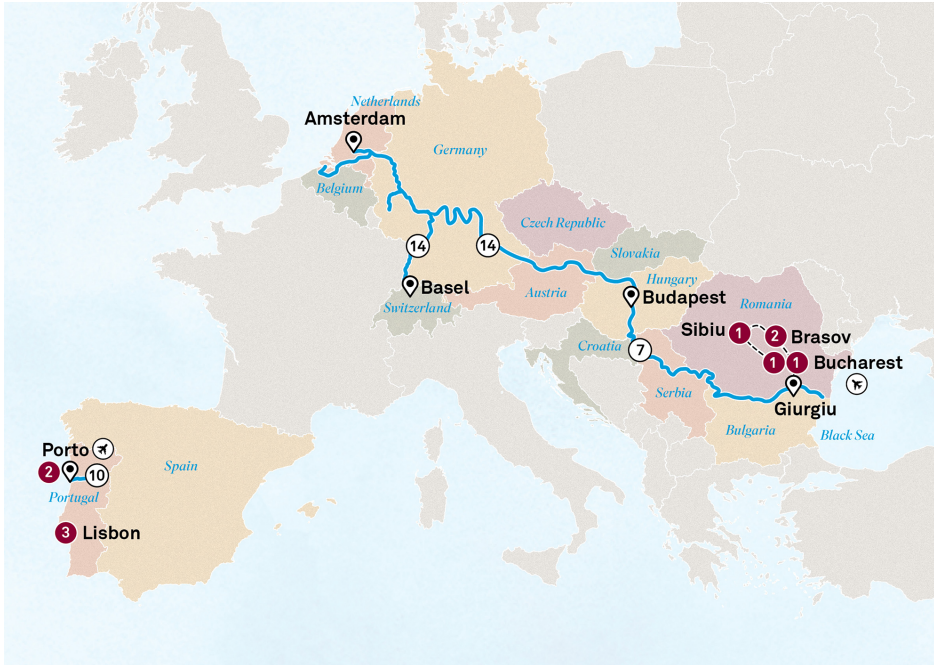 Netherlands
Amsterdam
Germany
Belgium
Czech Republic
14
14
Slovakia
Basel
Switzerland
Austria
Hungary
Budapest
Romania
Sibiu
1
2
Brasov
Croatia
7
1
1
Bucharest
Serbia
Giurgiu
Bulgaria
Black Sea
Porto
2
10
Spain
Portugal
3
Lisbon